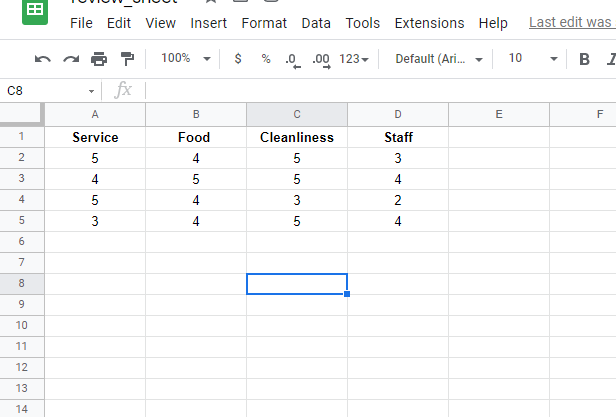 review_sheet
File Edit View Insert Format Data Tools Extensions Help Last edit was
100% $ % .0 .00 123 Default (Ari... 10 B I
C8 fx
A B C D E F
1 Service Food Cleanliness Staff
2 5 4 5 3
3 4 5 5 4
4 5 4 3 2
5 3 4 5 4
6
7
8
9
10
11
12
13
14